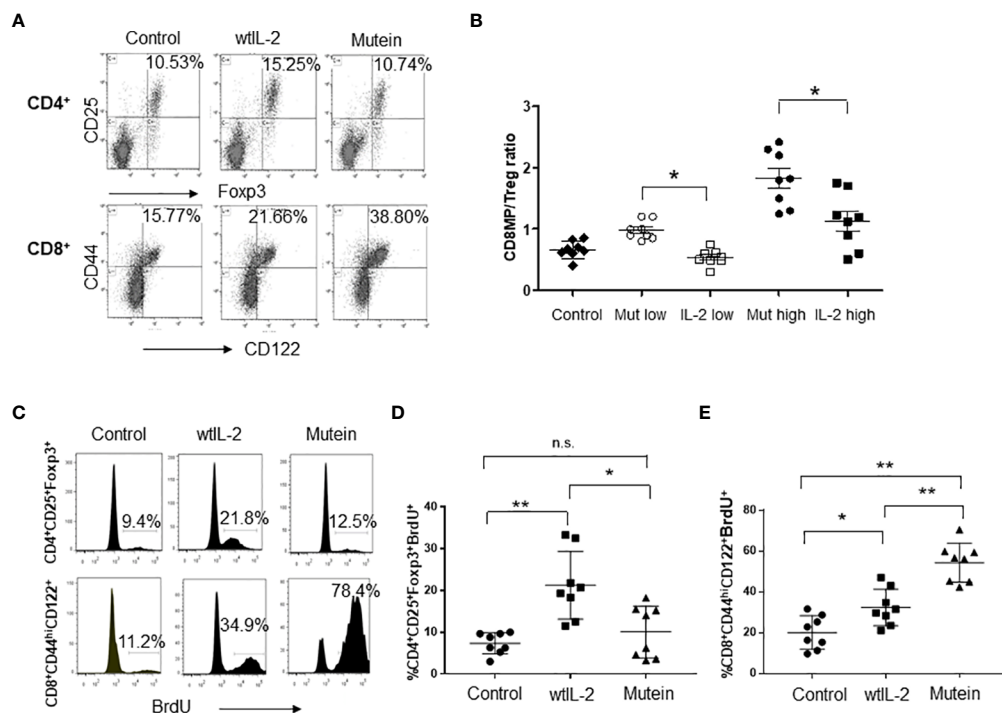 A
Control wtIL-2 Mutein
10.53% 15.25% 10.74%
CD4⁺
CD25
Foxp3
15.77% 21.66% 38.80%
CD8⁺
CD44
CD122
B
CD8MP/Treg ratio
3
2
1
0
*
*
Control Mut low IL-2 low Mut high IL-2 high
C
Control wtIL-2 Mutein
CD4⁺CD25⁺Foxp3⁺
9.4% 21.8% 12.5%
CD8⁺CD44ʰⁱCD122⁺
11.2% 34.9% 78.4%
BrdU
D
n.s.
*
**
%CD4⁺CD25⁺Foxp3⁺BrdU⁺
40
30
20
10
0
Control wtIL-2 Mutein
E
**
**
*
%CD8⁺CD44ʰⁱCD122⁺BrdU⁺
80
60
40
20
0
Control wtIL-2 Mutein